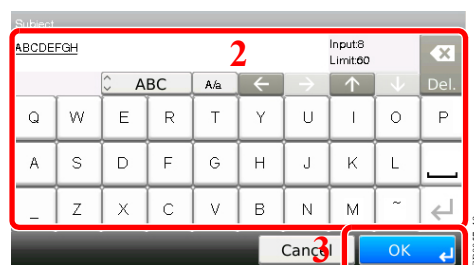 Subject
ABCDEFGH
2
Input:8
Limit:60
ABC A/a ← → ↑ ↓ Del.
Q W E R T Y U I O P
A S D F G H J K L
_ Z X C V B N M ~
Cancel 3 OK